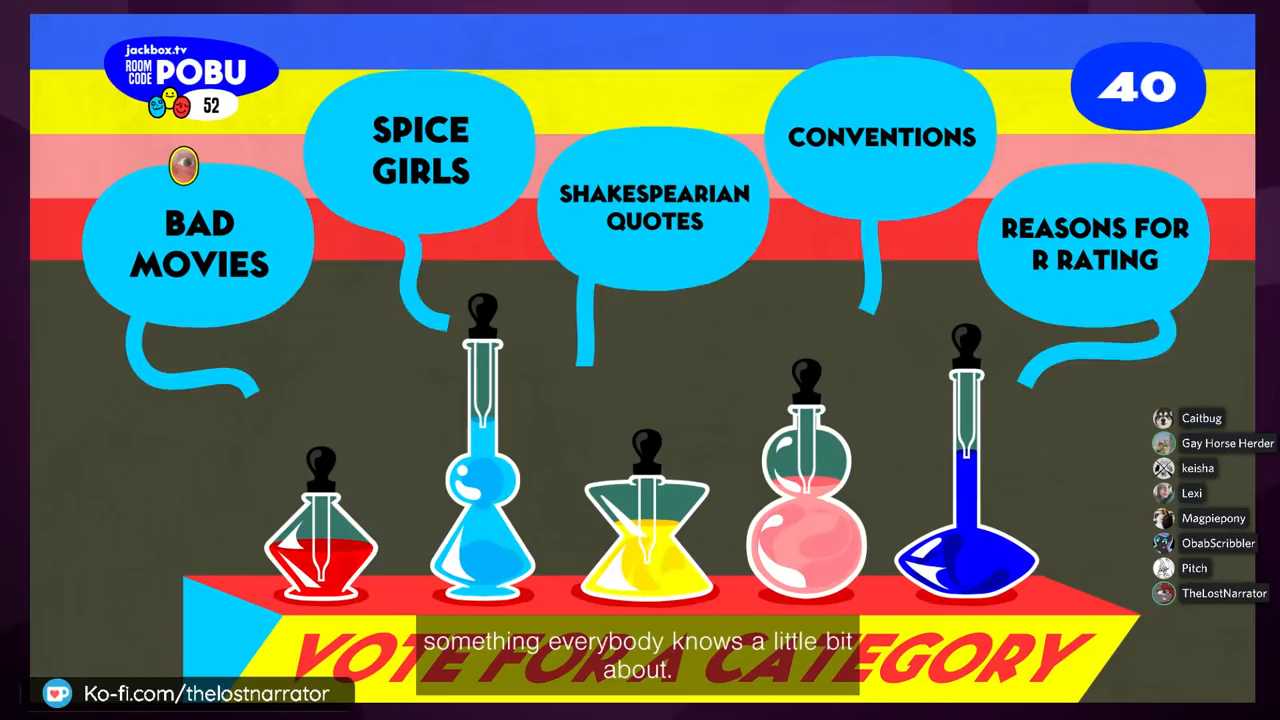 jackbox.tv
ROOM
CODE
POBU
52
40
SPICE
GIRLS
CONVENTIONS
SHAKESPEARIAN
QUOTES
BAD
MOVIES
REASONS FOR
R RATING
Caitbug
Gay Horse Herder
keisha
Lexi
Magpiepony
ObabScribbler
Pitch
TheLostNarrator
VOTE FOR A CATEGORY
something everybody knows a little bit
about.
Ko-fi.com/thelostnarrator